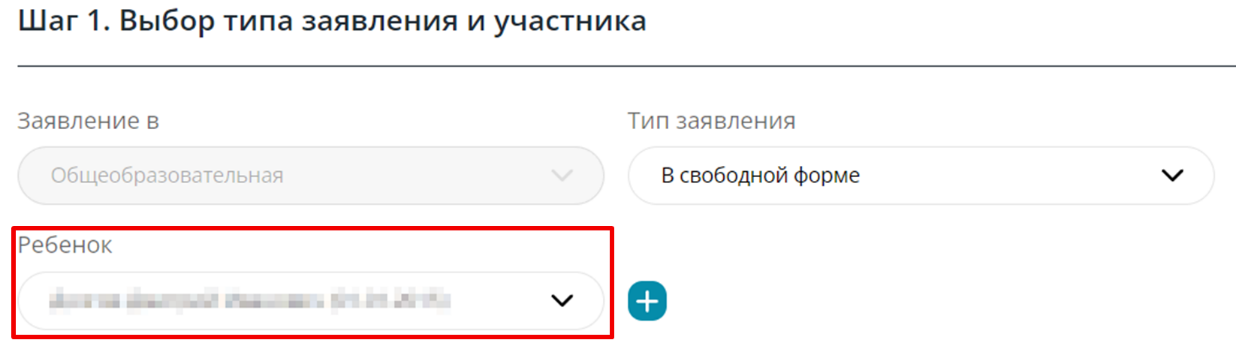 Шаг 1. Выбор типа заявления и участника
Заявление в
Тип заявления
Общеобразовательная
В свободной форме
Ребенок